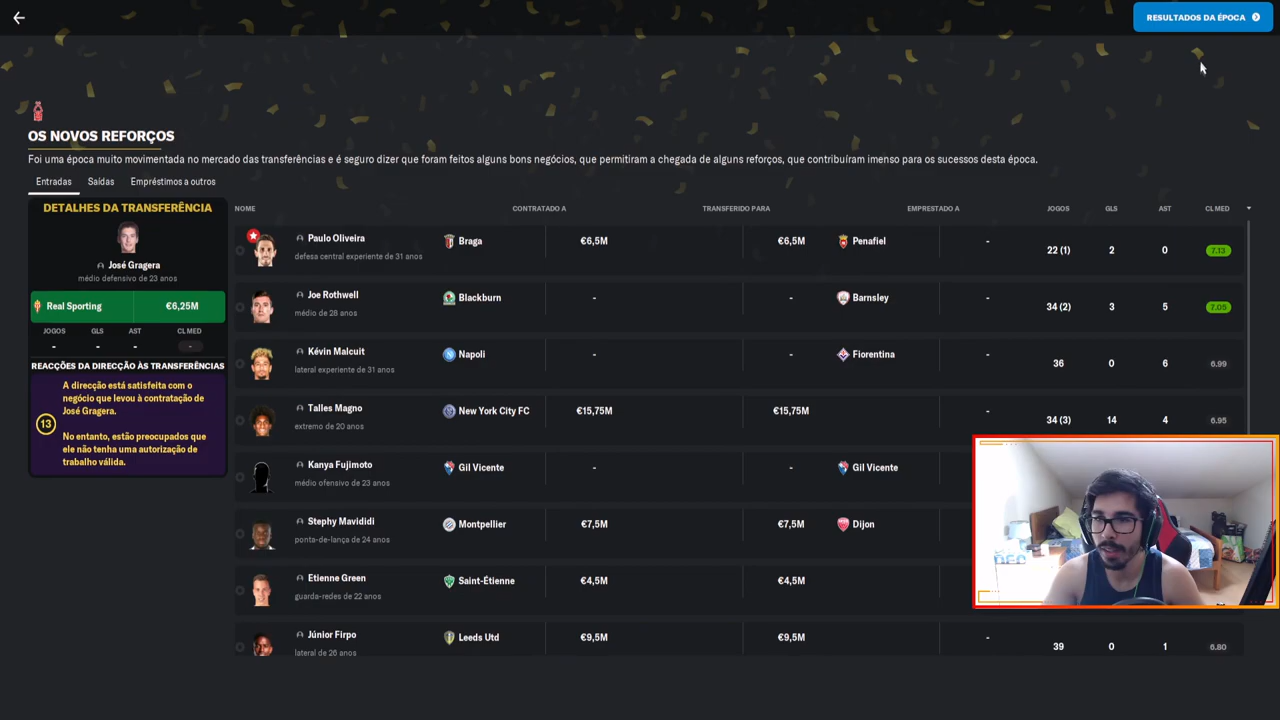 RESULTADOS DA ÉPOCA
OS NOVOS REFORÇOS
Foi uma época muito movimentada no mercado das transferências e é seguro dizer que foram feitos alguns bons negócios, que permitiram a chegada de alguns reforços, que contribuíram imenso para os sucessos desta época.
Entradas Saídas Empréstimos a outros
DETALHES DA TRANSFERÊNCIA
José Gragera
médio defensivo de 23 anos
Real Sporting €6,25M
JOGOS GLS AST CL MED
- - - -
REACÇÕES DA DIRECÇÃO ÀS TRANSFERÊNCIAS
13
A direcção está satisfeita com o
negócio que levou à contratação de
José Gragera.
No entanto, estão preocupados que
ele não tenha uma autorização de
trabalho válida.
NOME CONTRATADO A TRANSFERIDO PARA EMPRESTADO A JOGOS GLS AST CL MED
Paulo Oliveira Braga €6,5M €6,5M Penafiel - 22 (1) 2 0 7.13
defesa central experiente de 31 anos
Joe Rothwell Blackburn - - Barnsley - 34 (2) 3 5 7.05
médio de 28 anos
Kévin Malcuit Napoli - - Fiorentina - 36 0 6 6.99
lateral experiente de 31 anos
Talles Magno New York City FC €15,75M €15,75M - 34 (3) 14 4 6.95
extremo de 20 anos
Kanya Fujimoto Gil Vicente - - Gil Vicente
médio ofensivo de 23 anos
Stephy Mavididi Montpellier €7,5M €7,5M Dijon
ponta-de-lança de 24 anos
Etienne Green Saint-Étienne €4,5M €4,5M
guarda-redes de 22 anos
Júnior Firpo Leeds Utd €9,5M €9,5M - 39 0 1 6.80
lateral de 26 anos